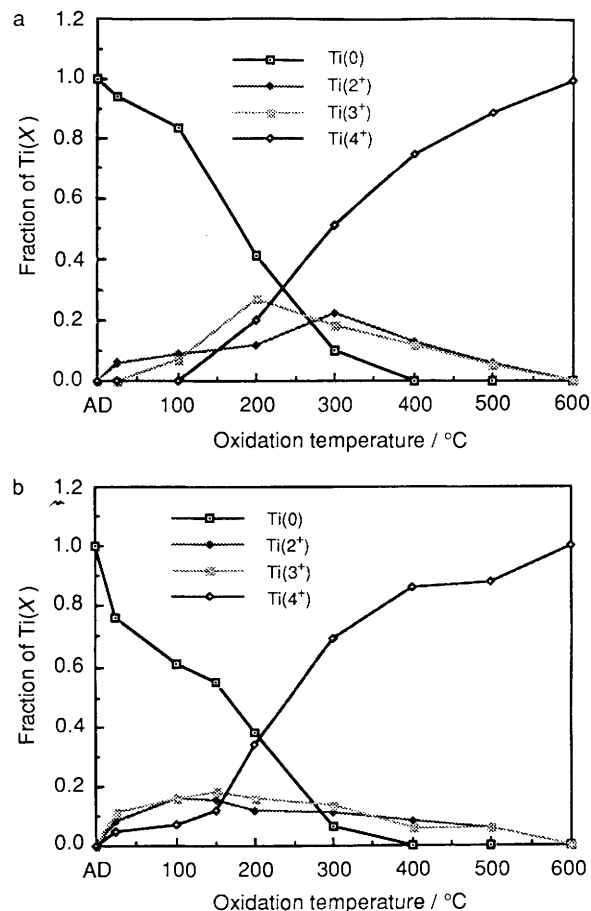 a
1.2
1.0
0.8
0.6
0.4
0.2
0.0
Fraction of Ti(X)
Ti(0)
Ti(2+)
Ti(3+)
Ti(4+)
AD 100 200 300 400 500 600
Oxidation temperature / °C
b
1.2
1.0
0.8
0.6
0.4
0.2
0.0
Fraction of Ti(X)
Ti(0)
Ti(2+)
Ti(3+)
Ti(4+)
AD 100 200 300 400 500 600
Oxidation temperature / °C